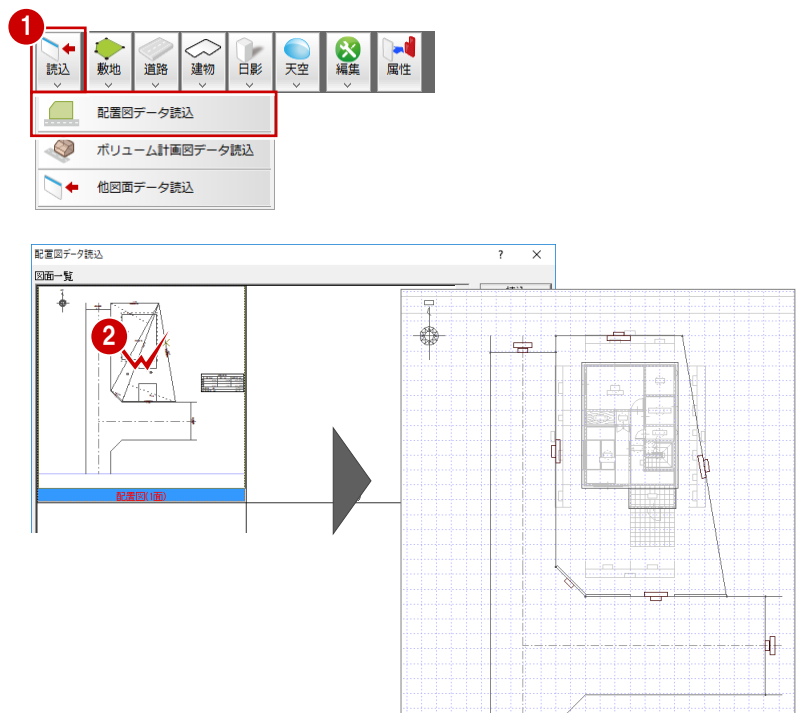 1
読込 敷地 道路 建物 日影 天空 編集 属性
配置図データ読込
ボリューム計画図データ読込
他図面データ読込
配置図データ読込 ? ×
図面一覧
2
配置図(1面)